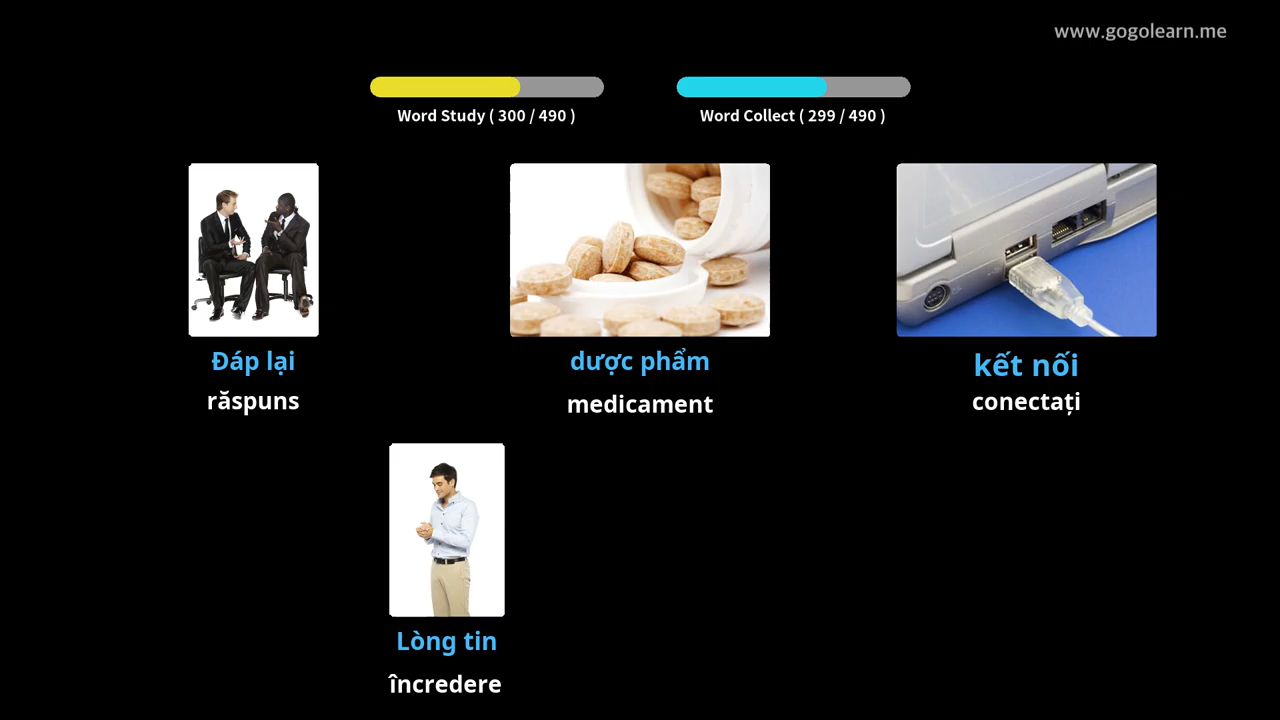 www.gogolearn.me
Word Study ( 300 / 490 )
Word Collect ( 299 / 490 )
Đáp lại
răspuns
dược phẩm
medicament
kết nối
conectați
Lòng tin
încredere